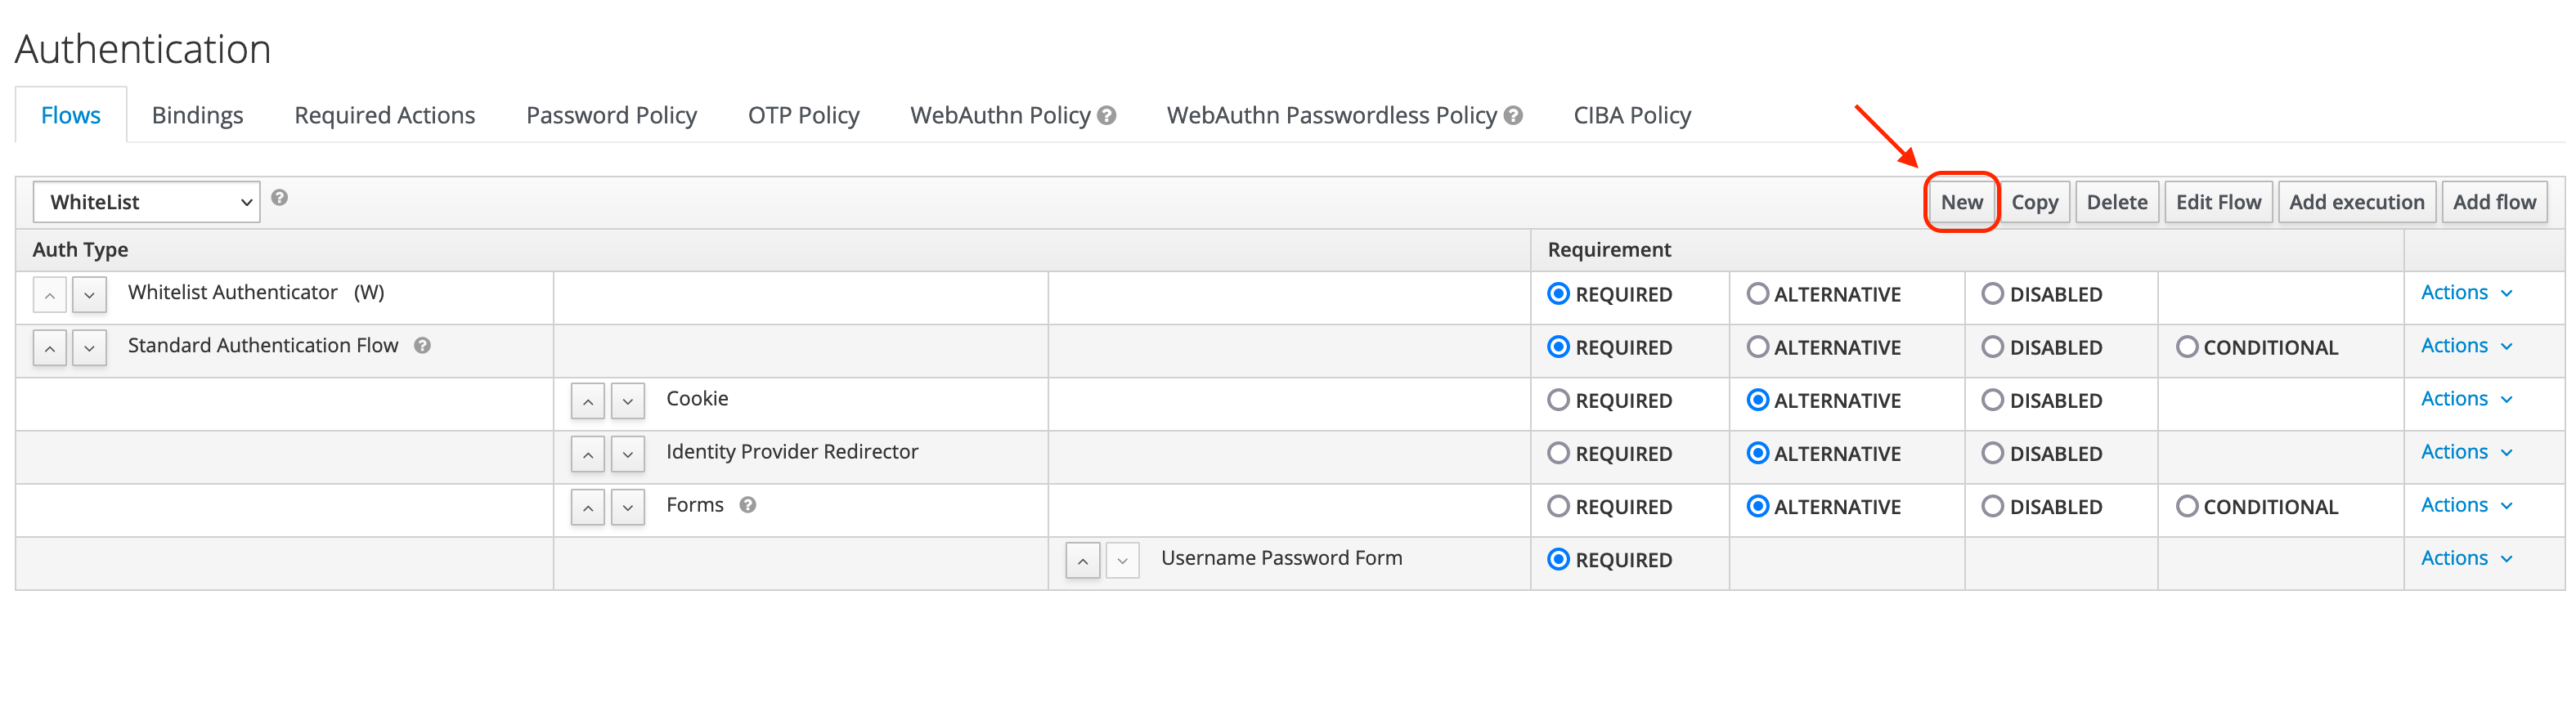 Authentication
Flows Bindings Required Actions Password Policy OTP Policy WebAuthn Policy ? WebAuthn Passwordless Policy ? CIBA Policy
WhiteList ? New Copy Delete Edit Flow Add execution Add flow
Auth Type Requirement
Whitelist Authenticator (W) REQUIRED ALTERNATIVE DISABLED Actions
Standard Authentication Flow ? REQUIRED ALTERNATIVE DISABLED CONDITIONAL Actions
Cookie REQUIRED ALTERNATIVE DISABLED Actions
Identity Provider Redirector REQUIRED ALTERNATIVE DISABLED Actions
Forms ? REQUIRED ALTERNATIVE DISABLED CONDITIONAL Actions
Username Password Form REQUIRED Actions